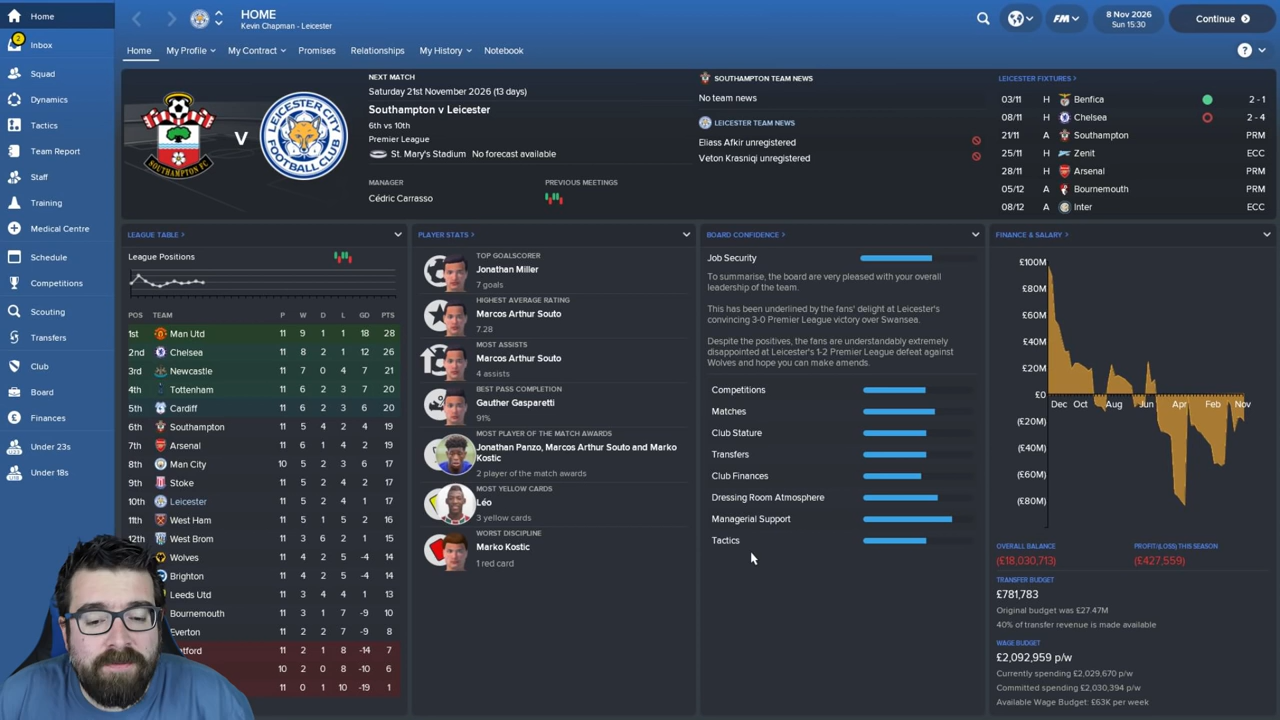 Home
2
Inbox
Squad
Dynamics
Tactics
Team Report
Staff
Training
Medical Centre
Schedule
Competitions
Scouting
Transfers
Club
Board
Finances
Under 23s
Under 18s
HOME
Kevin Chapman - Leicester
FM
8 Nov 2026
Sun 15:30
Continue
Home
My Profile
My Contract
Promises
Relationships
My History
Notebook
?
SOUTHAMPTON FC
V
LEICESTER CITY
FOOTBALL CLUB
NEXT MATCH
Saturday 21st November 2026 (13 days)
Southampton v Leicester
6th vs 10th
Premier League
St. Mary's Stadium No forecast available
MANAGER
Cédric Carrasso
PREVIOUS MEETINGS
SOUTHAMPTON TEAM NEWS
No team news
LEICESTER TEAM NEWS
Eliass Afkir unregistered
Veton Krasniqi unregistered
LEICESTER FIXTURES >
03/11 H Benfica 2 - 1
08/11 H Chelsea 2 - 4
21/11 A Southampton PRM
25/11 H Zenit ECC
28/11 H Arsenal PRM
05/12 A Bournemouth PRM
08/12 A Inter ECC
LEAGUE TABLE >
League Positions
POS TEAM P W D L GD PTS
1st Man Utd 11 9 1 1 18 28
2nd Chelsea 11 8 2 1 12 26
3rd Newcastle 11 7 0 4 7 21
4th Tottenham 11 6 2 3 7 20
5th Cardiff 11 6 2 3 6 20
6th Southampton 11 5 4 2 4 19
7th Arsenal 11 6 1 4 2 19
8th Man City 10 5 2 3 6 17
9th Stoke 11 5 2 4 2 17
10th Leicester 11 5 2 4 1 17
11th West Ham 11 5 1 5 2 16
12th West Brom 11 3 6 2 1 15
Wolves 11 4 2 5 -4 14
Brighton 11 4 2 5 -4 14
Leeds Utd 11 3 4 4 1 13
Bournemouth 11 3 1 7 -9 10
Everton 11 2 2 7 -9 8
tford 11 2 1 8 -14 7
10 2 0 8 -10 6
11 0 1 10 -19 1
PLAYER STATS >
TOP GOALSCORER
Jonathan Miller
7 goals
HIGHEST AVERAGE RATING
Marcos Arthur Souto
7.28
MOST ASSISTS
Marcos Arthur Souto
4 assists
BEST PASS COMPLETION
Gauther Gasparetti
91%
MOST PLAYER OF THE MATCH AWARDS
Jonathan Panzo, Marcos Arthur Souto and Marko
Kostic
2 player of the match awards
MOST YELLOW CARDS
Léo
3 yellow cards
WORST DISCIPLINE
Marko Kostic
1 red card
BOARD CONFIDENCE >
Job Security
To summarise, the board are very pleased with your overall
leadership of the team.
This has been underlined by the fans' delight at Leicester's
convincing 3-0 Premier League victory over Swansea.
Despite the positives, the fans are understandably extremely
disappointed at Leicester's 1-2 Premier League defeat against
Wolves and hope you can make amends.
Competitions
Matches
Club Stature
Transfers
Club Finances
Dressing Room Atmosphere
Managerial Support
Tactics
FINANCE & SALARY >
£100M
£80M
£60M
£40M
£20M
£0
(£20M)
(£40M)
(£60M)
(£80M)
Dec Oct Aug Jun Apr Feb Nov
OVERALL BALANCE
(£18,030,713)
PROFIT/(LOSS) THIS SEASON
(£427,559)
TRANSFER BUDGET
£781,783
Original budget was £27.47M
40% of transfer revenue is made available
WAGE BUDGET
£2,092,959 p/w
Currently spending £2,029,670 p/w
Committed spending £2,030,394 p/w
Available Wage Budget: £63K per week